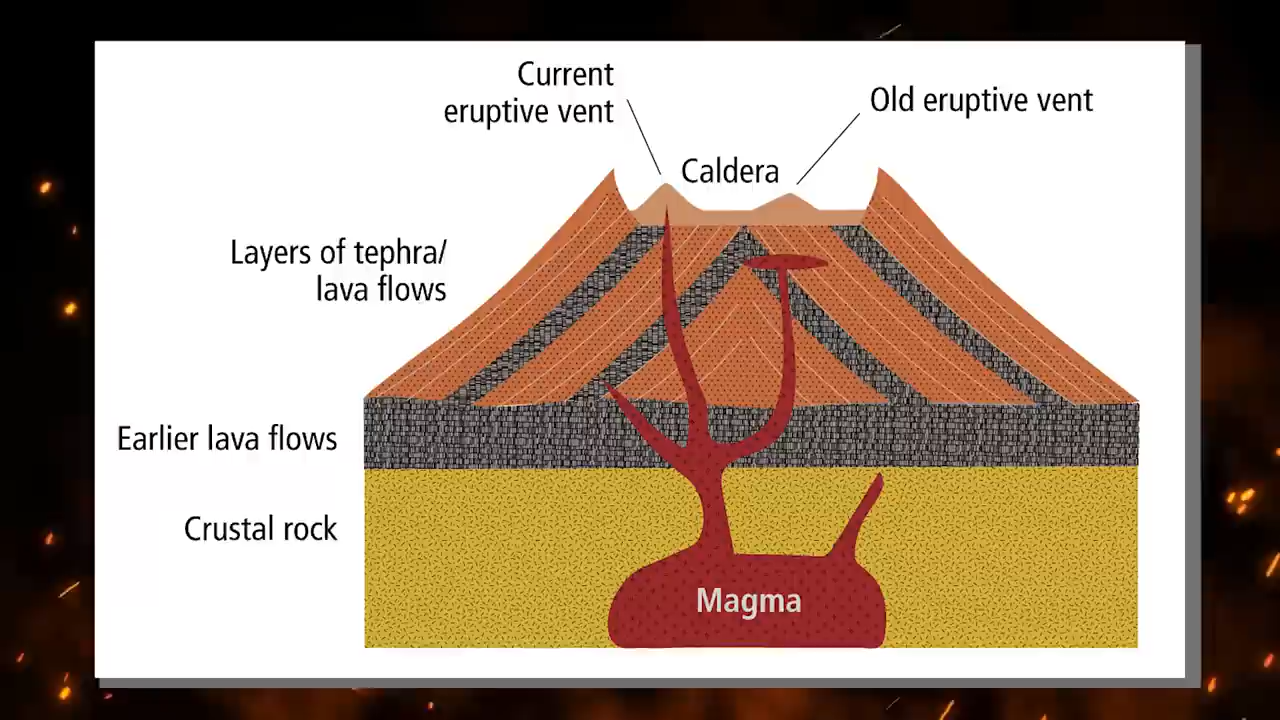 Current
eruptive vent
Old eruptive vent
Caldera
Layers of tephra/
lava flows
Earlier lava flows
Crustal rock
Magma